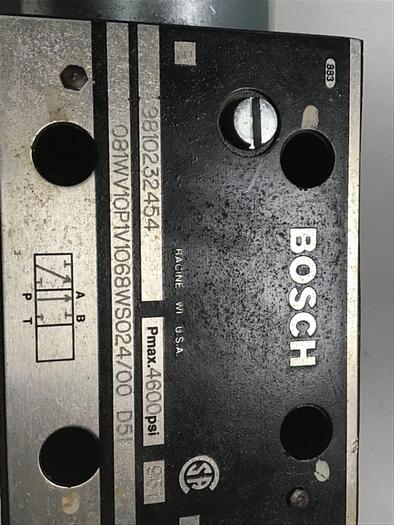 883
BOSCH
RACINE WI U.S.A.
9810232454 Pmax. 4600psi
081WV10P1V1068WS024/00 D51
A B
P T